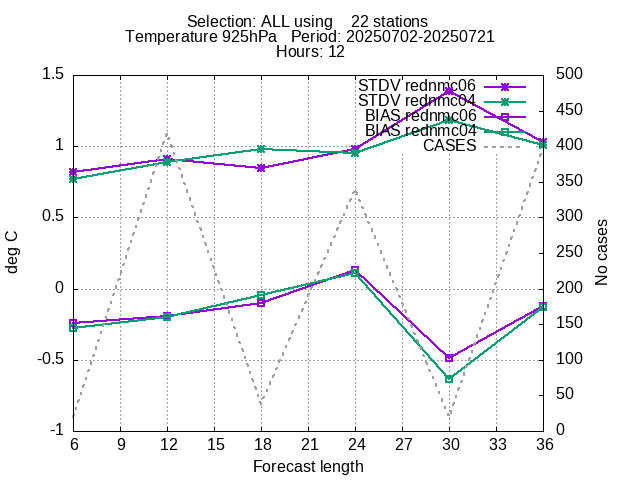 Selection: ALL using    22 stations
Temperature 925hPa   Period: 20250702-20250721
Hours: 12
STDV rednmc06
STDV rednmc04
BIAS rednmc06
BIAS rednmc04
CASES
1.5
1
0.5
0
-0.5
-1
deg C
500
450
400
350
300
250
200
150
100
50
0
No cases
6 9 12 15 18 21 24 27 30 33 36
Forecast length